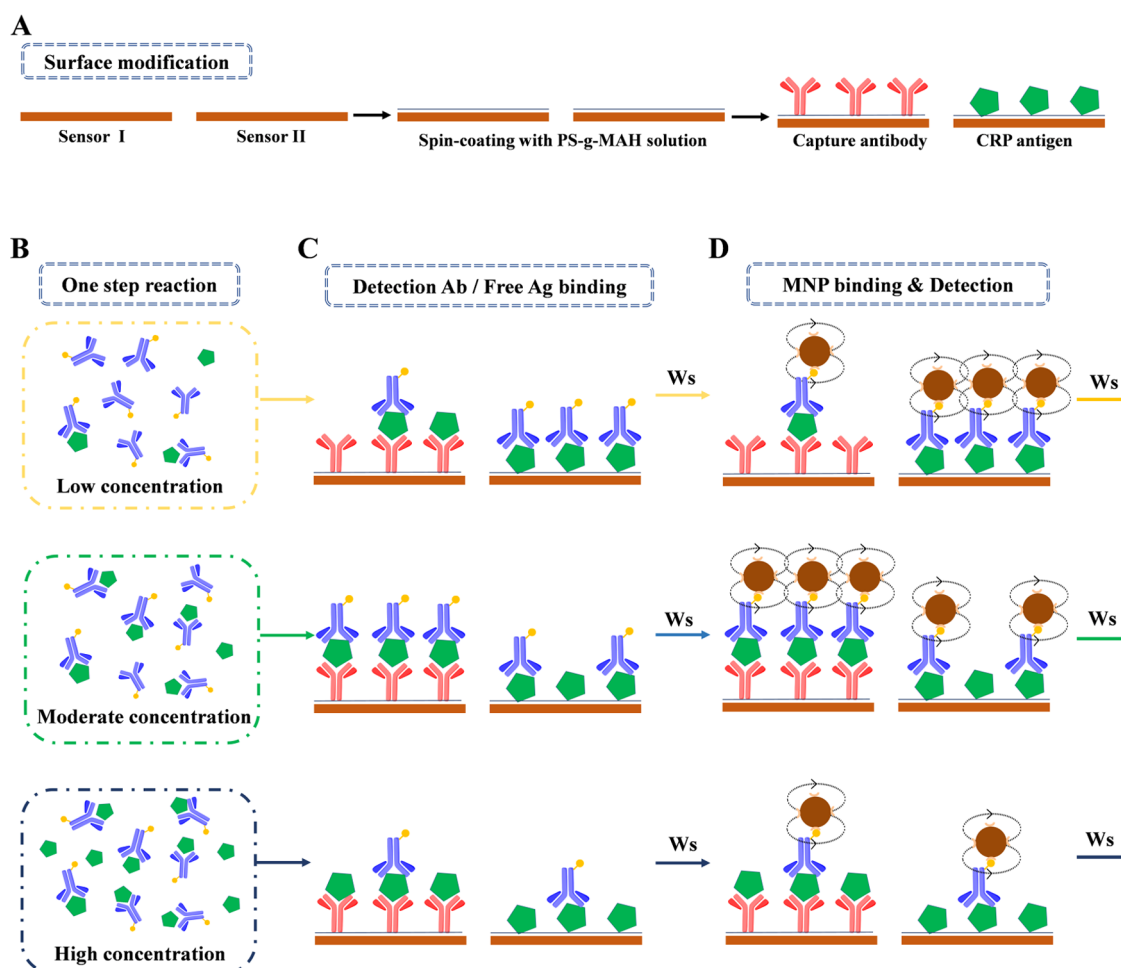 A
Surface modification
Sensor I
Sensor II
Spin-coating with PS-g-MAH solution
Capture antibody
CRP antigen
B
One step reaction
C
Detection Ab / Free Ag binding
D
MNP binding & Detection
Low concentration
Ws
Ws
Moderate concentration
Ws
Ws
High concentration
Ws
Ws